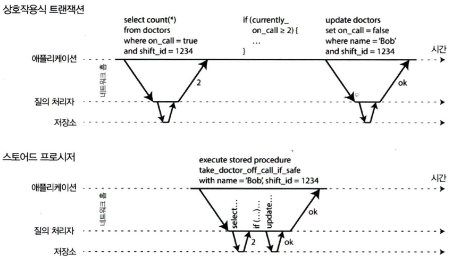 상호작용식 트랜잭션
select count(*)
from doctors
where on_call = true
and shift_id = 1234
if (currently_
on_call ≥ 2) {
...
}
update doctors
set on_call = false
where name = 'Bob'
and shift_id = 1234
시간
애플리케이션
네트워크 홉
2
ok
질의 처리자
저장소
스토어드 프로시저
execute stored procedure
take_doctor_off_call_if_safe
with name = 'Bob', shift_id = 1234
시간
애플리케이션
네트워크 홉
select...
if (...)...
update...
ok
질의 처리자
2
ok
저장소